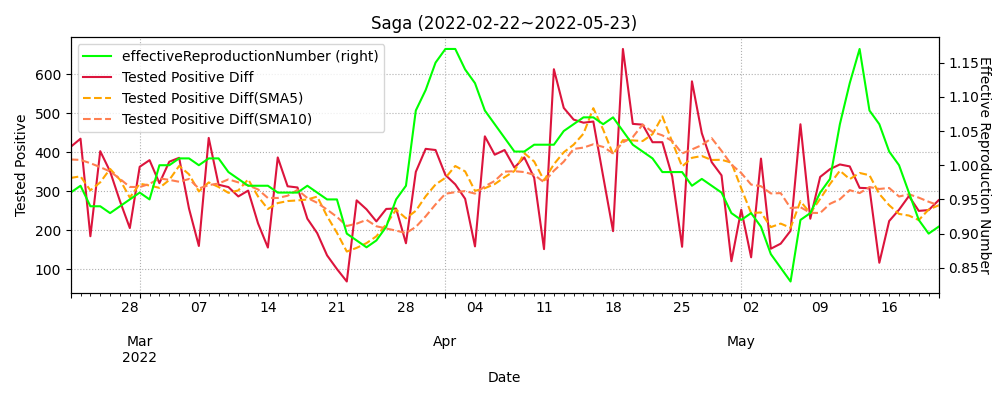 Saga (2022-02-22~2022-05-23)
effectiveReproductionNumber (right)
Tested Positive Diff
Tested Positive Diff(SMA5)
Tested Positive Diff(SMA10)
Tested Positive
600
500
400
300
200
100
1.15
1.10
1.05
1.00
0.95
0.90
0.85
Effective Reproduction Number
28 07 14 21 28 04 11 18 25 02 09 16
Mar Apr May
2022
Date